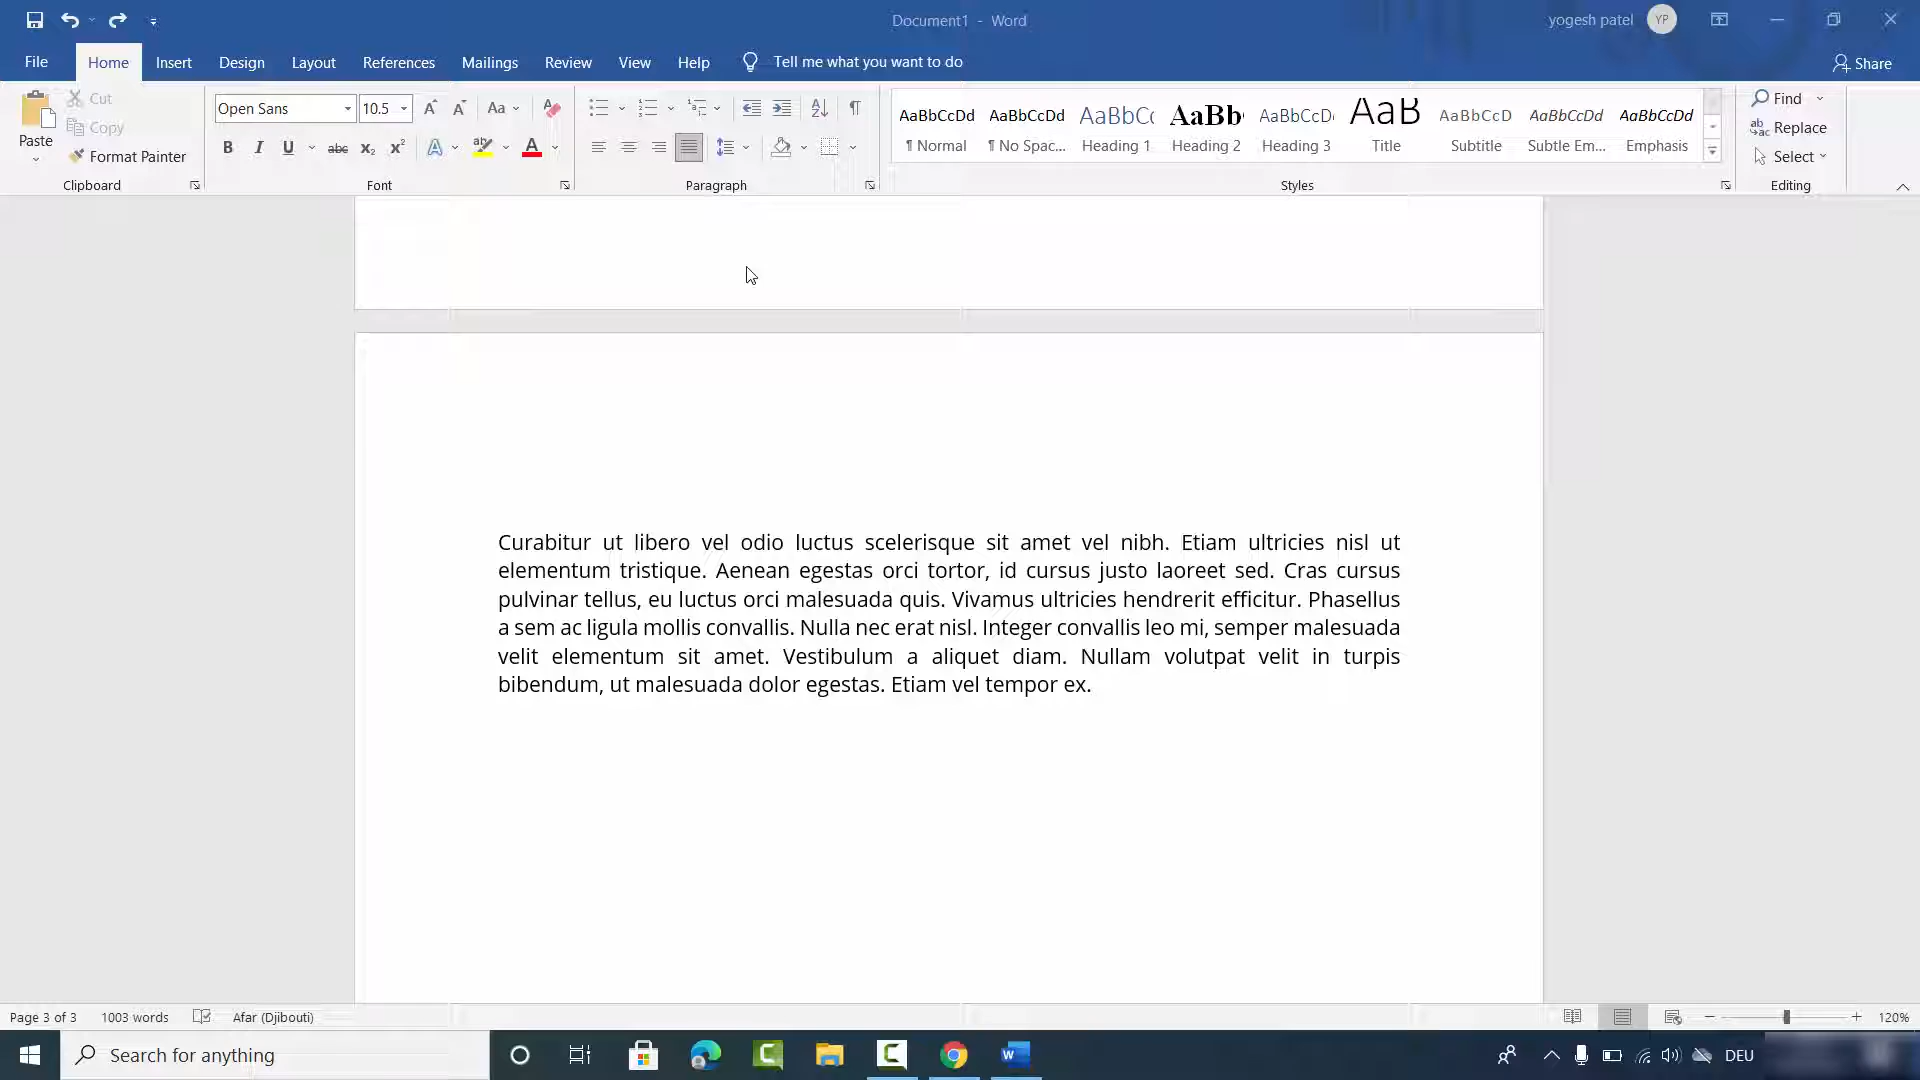 Document1 - Word
yogesh patel YP
File Home Insert Design Layout References Mailings Review View Help Tell me what you want to do Share
Paste
Cut
Copy
Format Painter
Clipboard
Open Sans 10.5 Aa
B I U abc x₂ x² A ab A
Font
Paragraph
AaBbCcDd AaBbCcDd AaBbCc AaBb AaBbCcD AaB AaBbCcD AaBbCcDd AaBbCcDd
¶ Normal ¶ No Spac... Heading 1 Heading 2 Heading 3 Title Subtitle Subtle Em... Emphasis
Styles
Find
Replace
Select
Editing
Curabitur ut libero vel odio luctus scelerisque sit amet vel nibh. Etiam ultricies nisl ut
elementum tristique. Aenean egestas orci tortor, id cursus justo laoreet sed. Cras cursus
pulvinar tellus, eu luctus orci malesuada quis. Vivamus ultricies hendrerit efficitur. Phasellus
a sem ac ligula mollis convallis. Nulla nec erat nisl. Integer convallis leo mi, semper malesuada
velit elementum sit amet. Vestibulum a aliquet diam. Nullam volutpat velit in turpis
bibendum, ut malesuada dolor egestas. Etiam vel tempor ex.
Page 3 of 3 1003 words Afar (Djibouti) 120%
Search for anything DEU